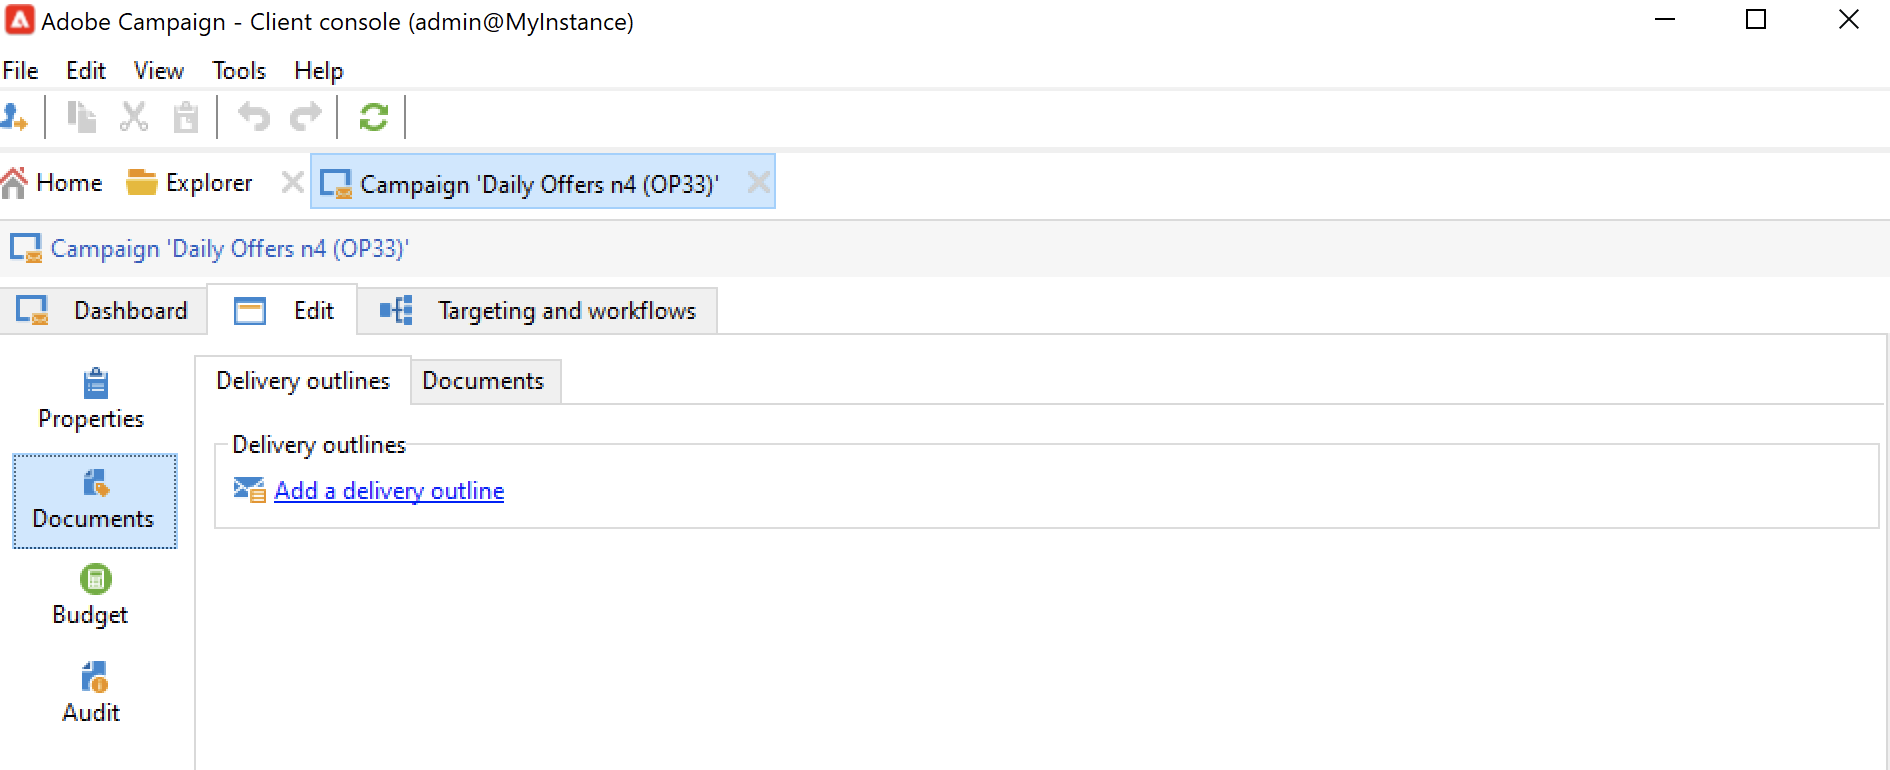 Adobe Campaign - Client console (admin@MyInstance)
File Edit View Tools Help
Home Explorer Campaign 'Daily Offers n4 (OP33)'
Campaign 'Daily Offers n4 (OP33)'
Dashboard Edit Targeting and workflows
Properties
Documents
Budget
Audit
Delivery outlines Documents
Delivery outlines
Add a delivery outline